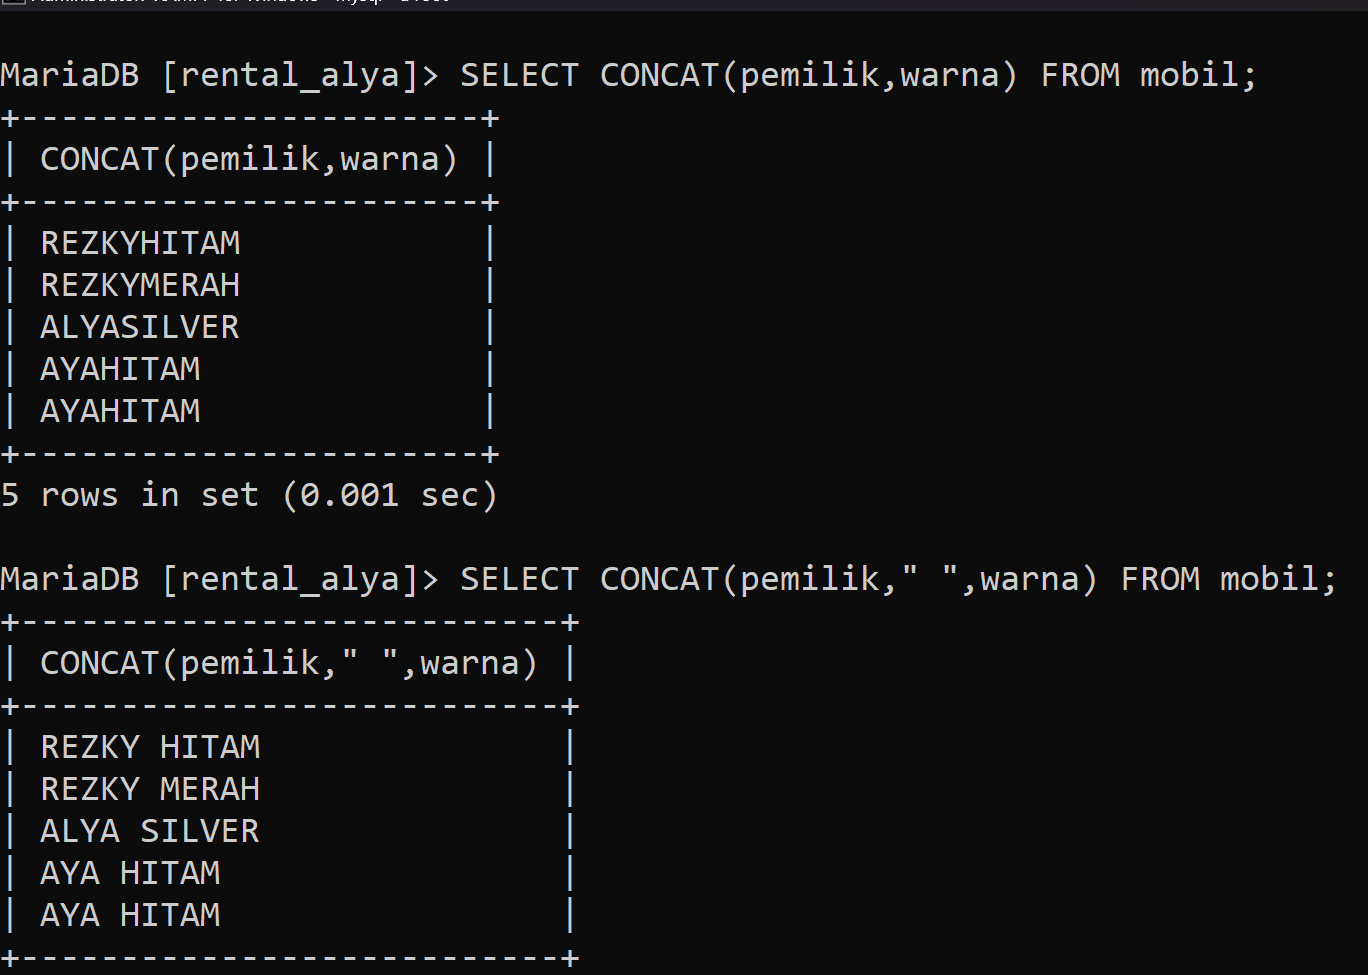 MariaDB [rental_alya]> SELECT CONCAT(pemilik,warna) FROM mobil;
+-----------------------+
| CONCAT(pemilik,warna) |
+-----------------------+
| REZKYHITAM            |
| REZKYMERAH            |
| ALYASILVER            |
| AYAHITAM              |
| AYAHITAM              |
+-----------------------+
5 rows in set (0.001 sec)
MariaDB [rental_alya]> SELECT CONCAT(pemilik," ",warna) FROM mobil;
+---------------------------+
| CONCAT(pemilik," ",warna) |
+---------------------------+
| REZKY HITAM               |
| REZKY MERAH               |
| ALYA SILVER               |
| AYA HITAM                 |
| AYA HITAM                 |
+---------------------------+